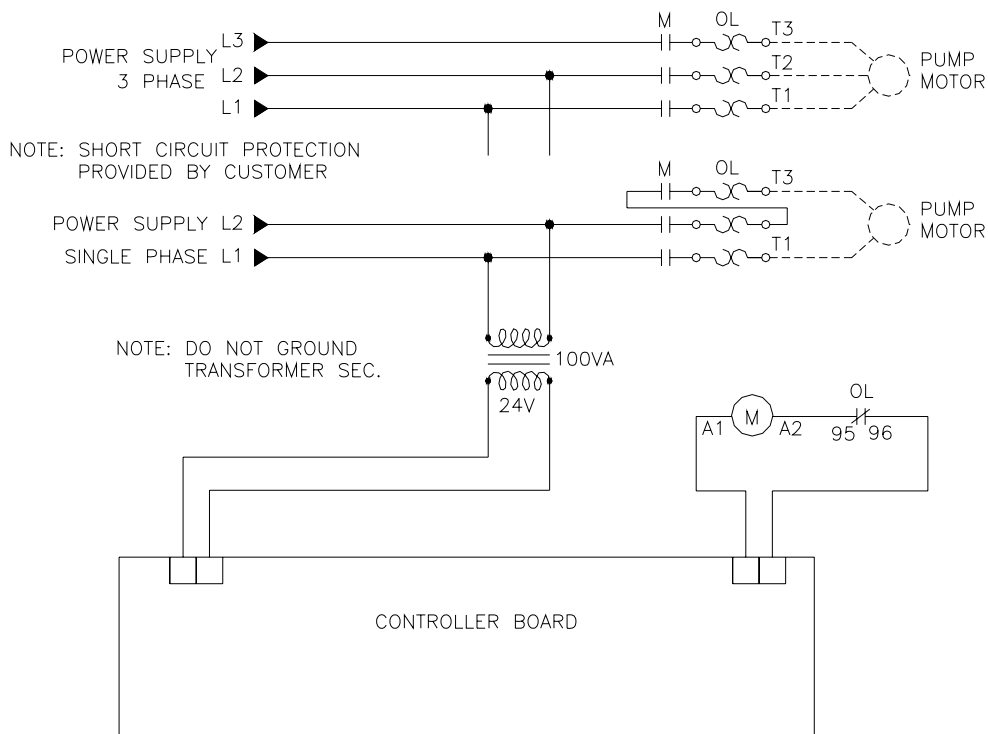 M OL
L3 T3
POWER SUPPLY
3 PHASE L2 T2
PUMP
MOTOR
L1 T1
NOTE: SHORT CIRCUIT PROTECTION
PROVIDED BY CUSTOMER
M OL
T3
POWER SUPPLY L2
PUMP
MOTOR
SINGLE PHASE L1 T1
NOTE: DO NOT GROUND
TRANSFORMER SEC.
100VA
24V
OL
A1 M A2 95 96
CONTROLLER BOARD